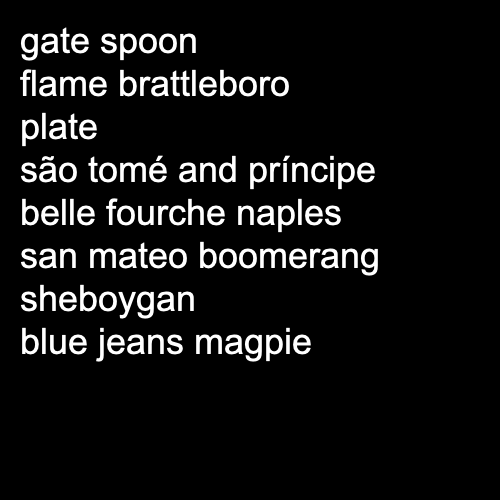 gate spoon
flame brattleboro
plate
são tomé and príncipe
belle fourche naples
san mateo boomerang
sheboygan
blue jeans magpie